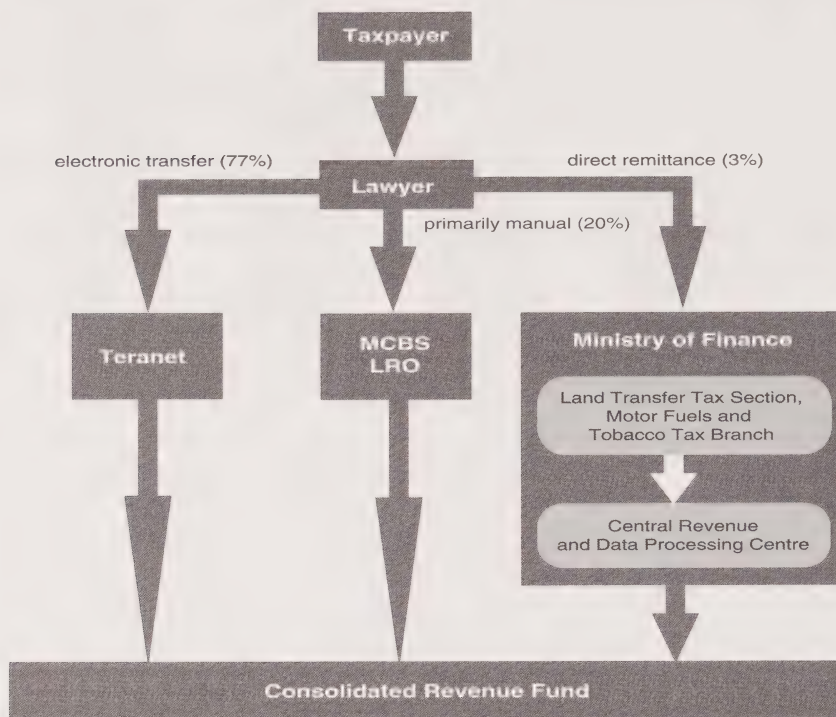 Taxpayer
electronic transfer (77%)
direct remittance (3%)
Lawyer
primarily manual (20%)
Teranet
MCBS
LRO
Ministry of Finance
Land Transfer Tax Section,
Motor Fuels and
Tobacco Tax Branch
Central Revenue
and Data Processing Centre
Consolidated Revenue Fund